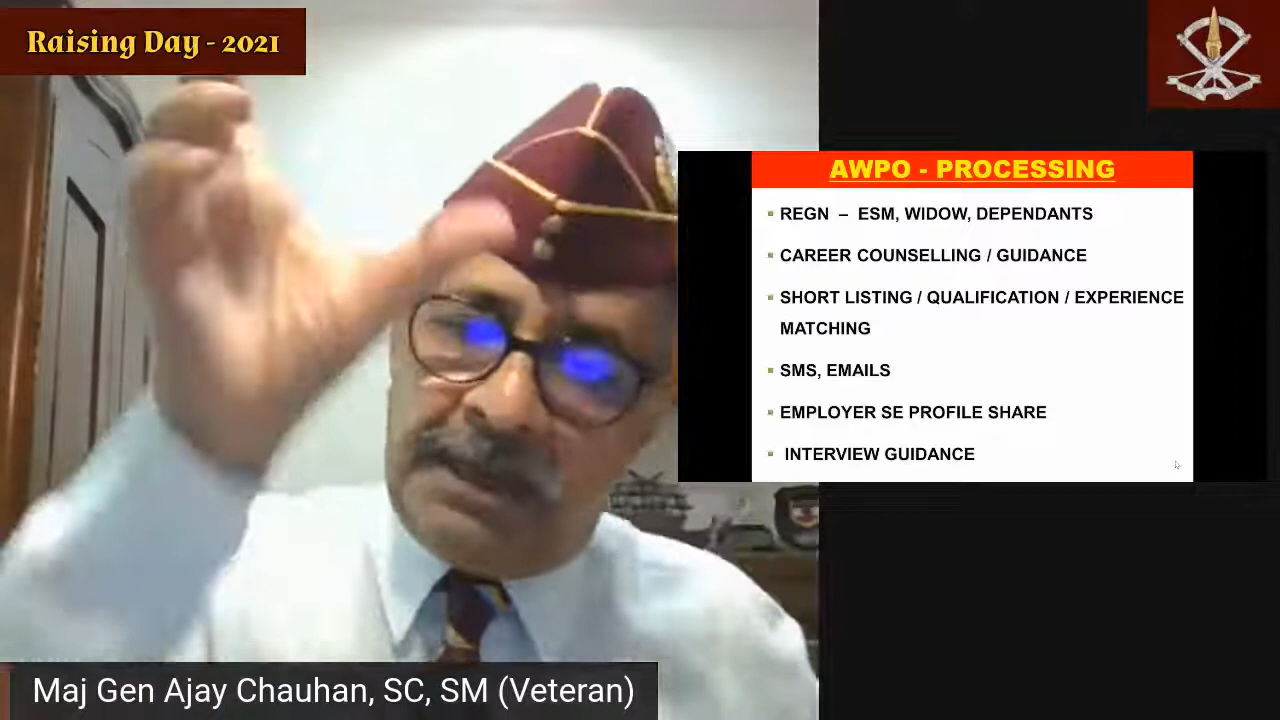 Raising Day - 2021
AWPO - PROCESSING
▪ REGN – ESM, WIDOW, DEPENDANTS
▪ CAREER COUNSELLING / GUIDANCE
▪ SHORT LISTING / QUALIFICATION / EXPERIENCE
MATCHING
▪ SMS, EMAILS
▪ EMPLOYER SE PROFILE SHARE
▪ INTERVIEW GUIDANCE
Maj Gen Ajay Chauhan, SC, SM (Veteran)